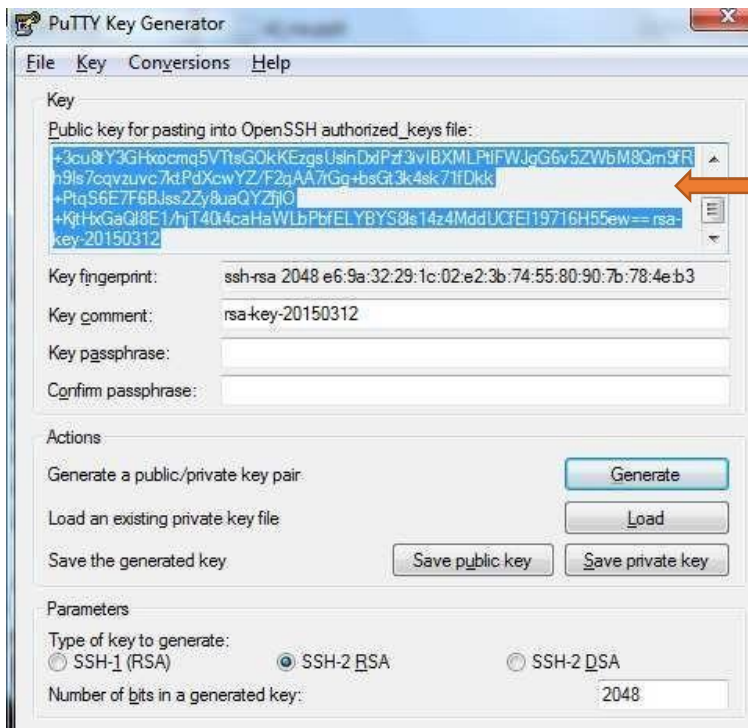 PuTTY Key Generator
File Key Conversions Help
Key
Public key for pasting into OpenSSH authorized_keys file:
+KjtHxGaQl8E1/hjT40i4caHaWLbPbfELYBYS8ls14z4MddUCfEI19716H55ew== rsa-
key-20150312
Key fingerprint: ssh-rsa 2048 e6:9a:32:29:1c:02:e2:3b:74:55:80:90:7b:78:4e:b3
Key comment: rsa-key-20150312
Key passphrase:
Confirm passphrase:
Actions
Generate a public/private key pair Generate
Load an existing private key file Load
Save the generated key Save public key Save private key
Parameters
Type of key to generate:
SSH-1 (RSA) SSH-2 RSA SSH-2 DSA
Number of bits in a generated key: 2048